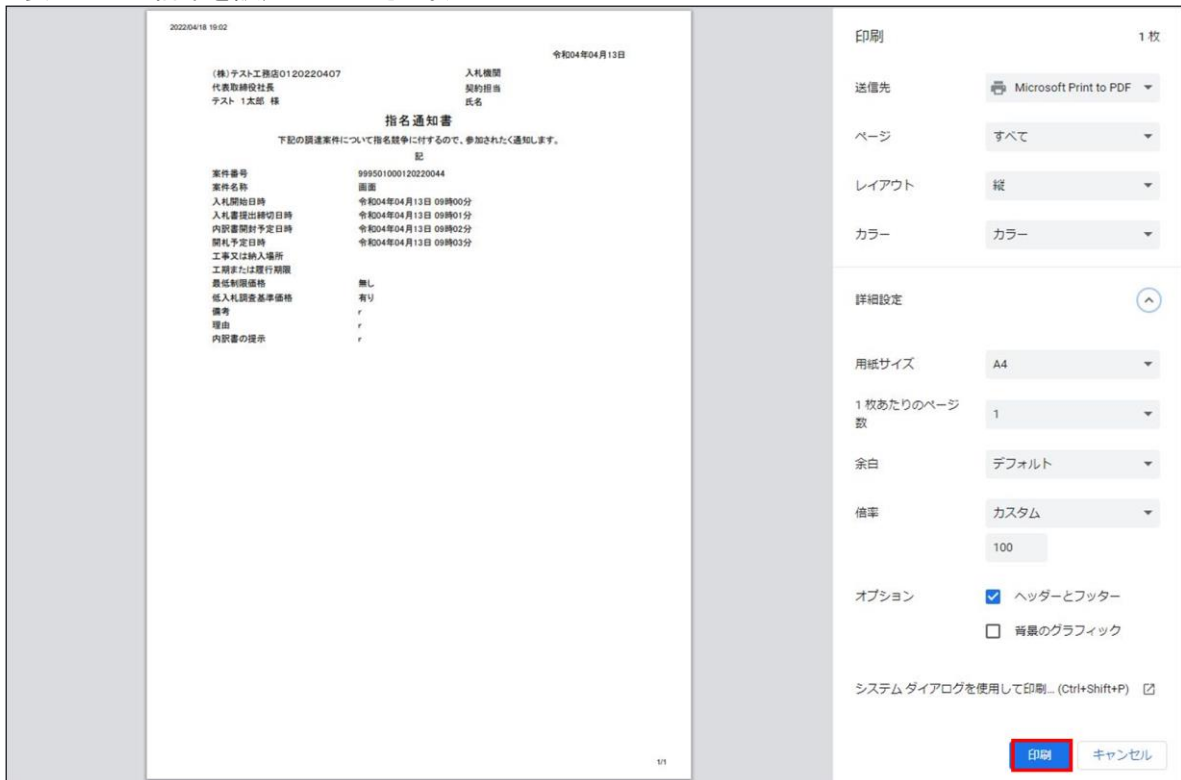 2022/04/18 19:02
令和04年04月13日
(株)テスト工務店0120220407
代表取締役社長
テスト 1太郎 様
入札機関
契約担当
氏名
指名通知書
下記の調達案件について指名競争に付するので、参加されたく通知します。
記
案件番号 999501000120220044
案件名称 画面
入札開始日時 令和04年04月13日 09時00分
入札書提出締切日時 令和04年04月13日 09時01分
内訳書開封予定日時 令和04年04月13日 09時02分
開札予定日時 令和04年04月13日 09時03分
工事又は納入場所
工期または履行期限
最低制限価格 無し
低入札調査基準価格 有り
備考 r
理由 r
内訳書の提示 r
1/1
印刷 1 枚
送信先 Microsoft Print to PDF
ページ すべて
レイアウト 縦
カラー カラー
詳細設定
用紙サイズ A4
1 枚あたりのページ数 1
余白 デフォルト
倍率 カスタム
100
オプション ヘッダーとフッター
背景のグラフィック
システム ダイアログを使用して印刷... (Ctrl+Shift+P)
印刷 キャンセル